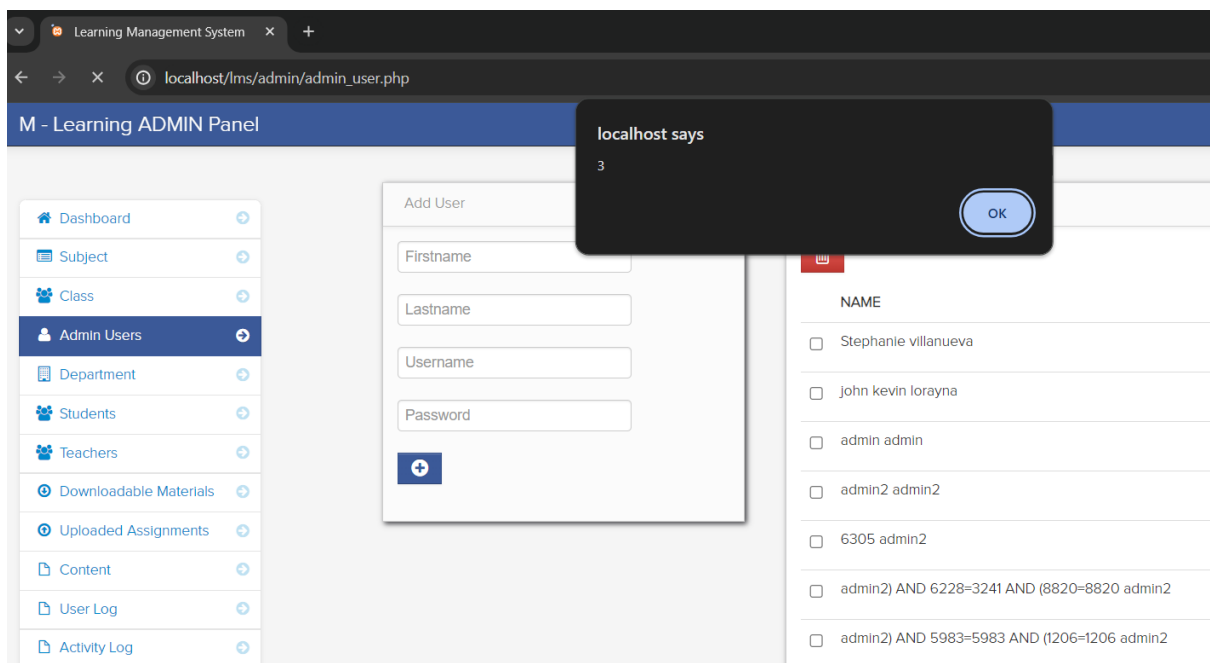 Learning Management System
localhost/lms/admin/admin_user.php
M - Learning ADMIN Panel
localhost says
3
OK
Dashboard
Subject
Class
Admin Users
Department
Students
Teachers
Downloadable Materials
Uploaded Assignments
Content
User Log
Activity Log
Add User
Firstname
Lastname
Username
Password
NAME
Stephanie villanueva
john kevin lorayna
admin admin
admin2 admin2
6305 admin2
admin2) AND 6228=3241 AND (8820=8820 admin2
admin2) AND 5983=5983 AND (1206=1206 admin2